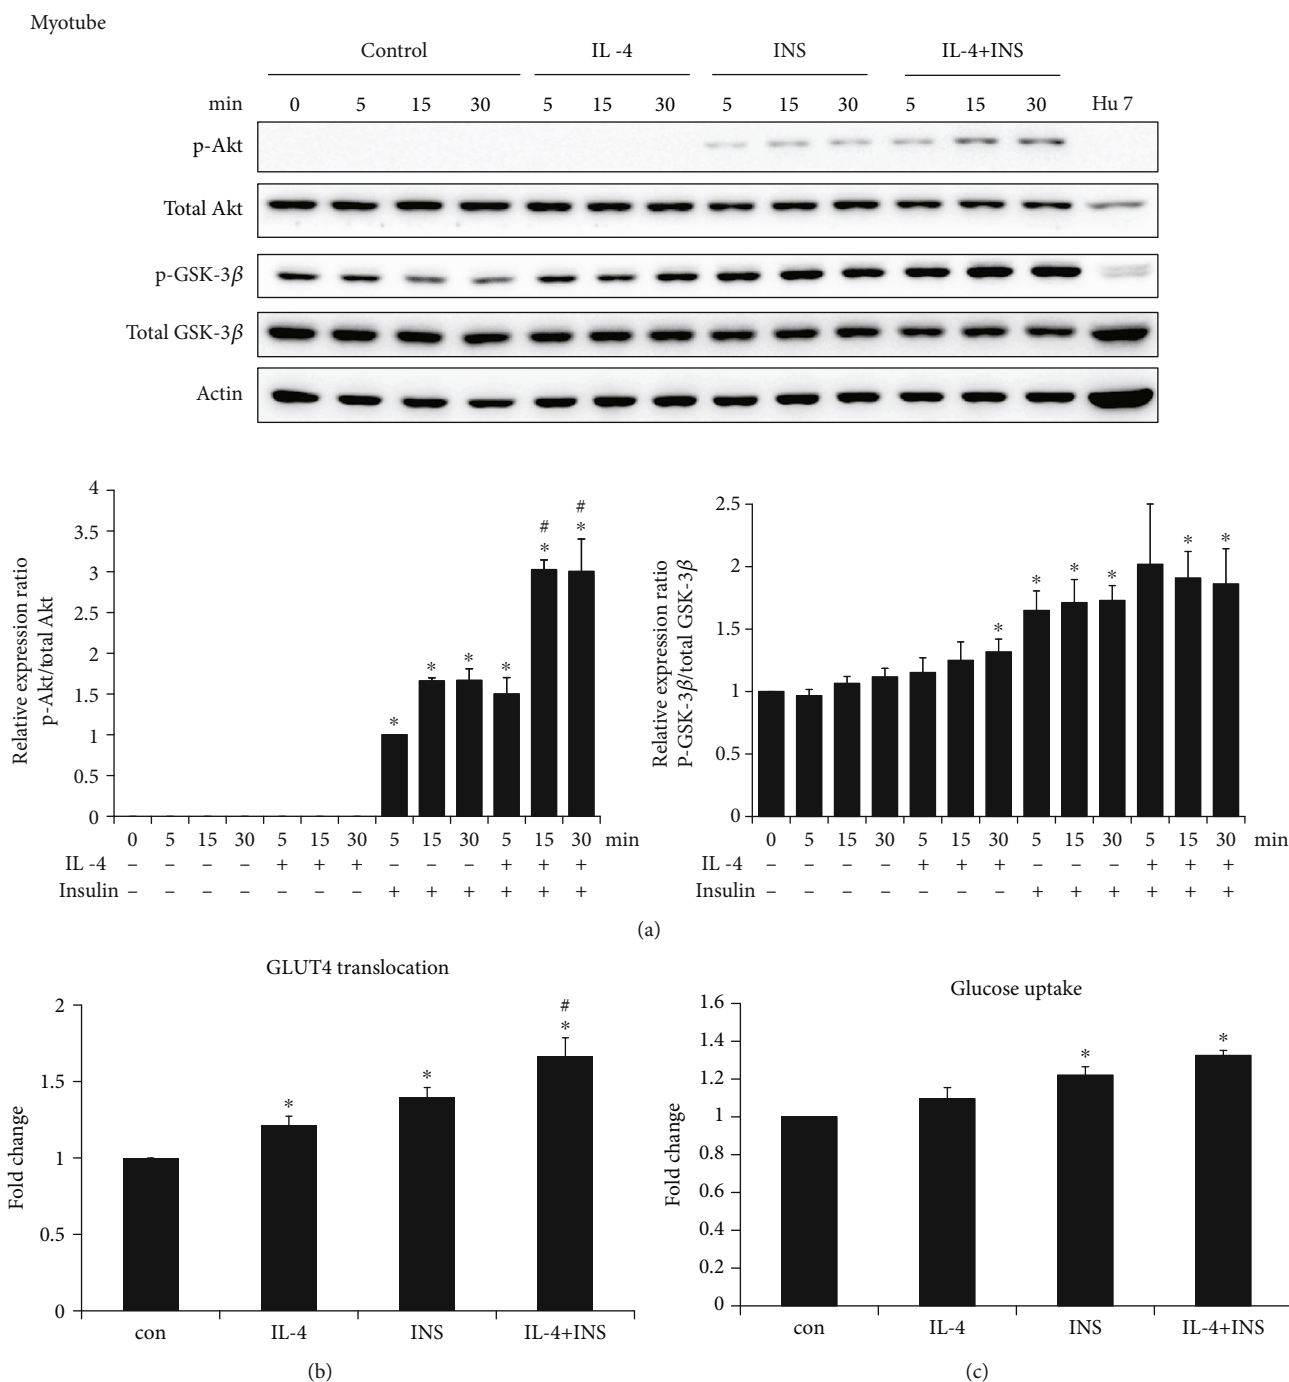 Myotube
Control IL -4 INS IL-4+INS
min 0 5 15 30 5 15 30 5 15 30 5 15 30 Hu 7
p-Akt
Total Akt
p-GSK-3β
Total GSK-3β
Actin
Relative expression ratio
p-Akt/total Akt
4
3.5
3
2.5
2
1.5
1
0.5
0
* * * * # * # *
0 5 15 30 5 15 30 5 15 30 5 15 30 min
IL -4 – – – – + + + – – – + + +
Insulin – – – – – – – + + + + + +
Relative expression ratio
P-GSK-3β/total GSK-3β
2.5
2
1.5
1
0.5
0
* * * * * *
0 5 15 30 5 15 30 5 15 30 5 15 30 min
IL -4 – – – – + + + – – – + + +
Insulin – – – – – – – + + + + + +
(a)
GLUT4 translocation
Fold change
2
1.5
1
0.5
0
* * # *
con IL-4 INS IL-4+INS
(b)
Glucose uptake
Fold change
1.6
1.4
1.2
1
0.8
0.6
0.4
0.2
0
* *
con IL-4 INS IL-4+INS
(c)